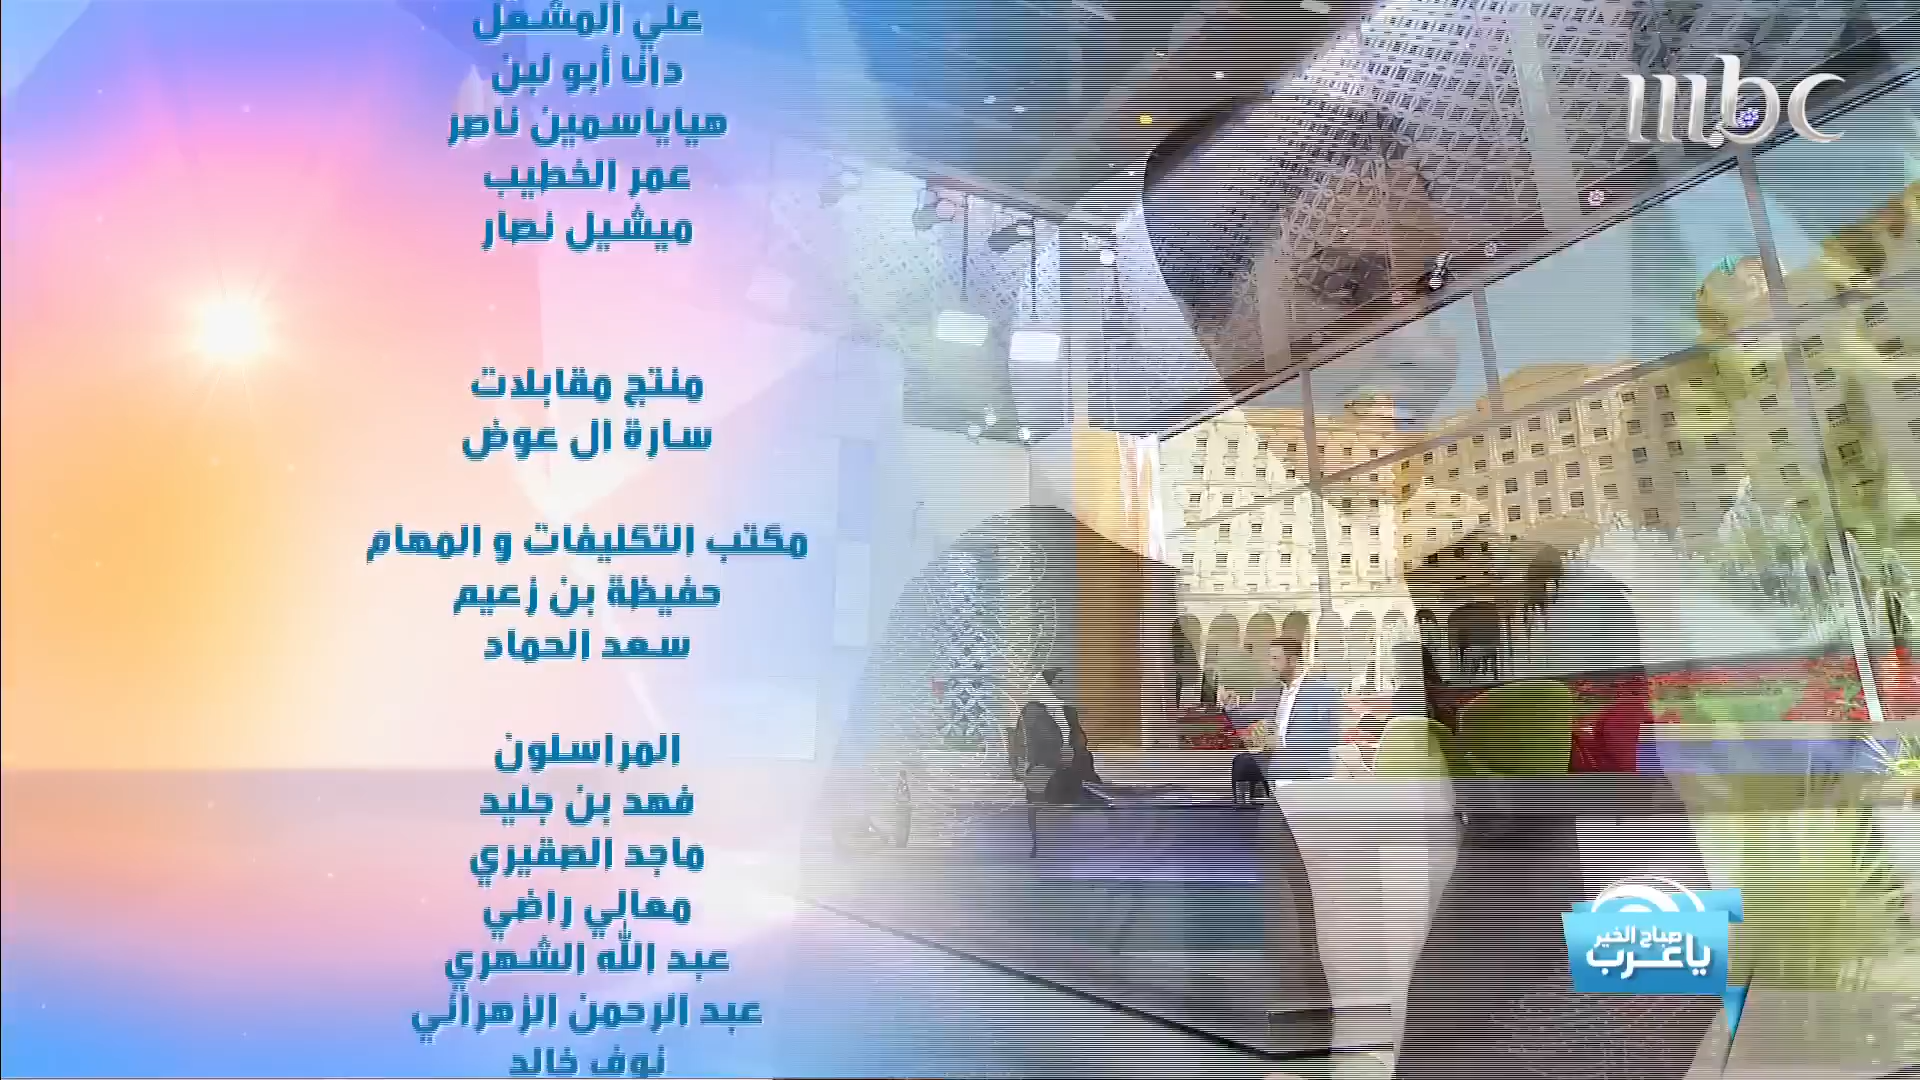 علي المشعل
دانا أبو لبن
هياياسمين ناصر
عمر الخطيب
ميشيل نصار
منتج مقابلات
سارة ال عوض
مكتب التكليفات و المهام
حفيظة بن زعيم
سعد الحماد
المراسلون
فهد بن جليد
ماجد الصقيري
معالي راضي
عبد الله الشهري
عبد الرحمن الزهراني
نوف خالد
mbc
صباح الخير
ياعرب